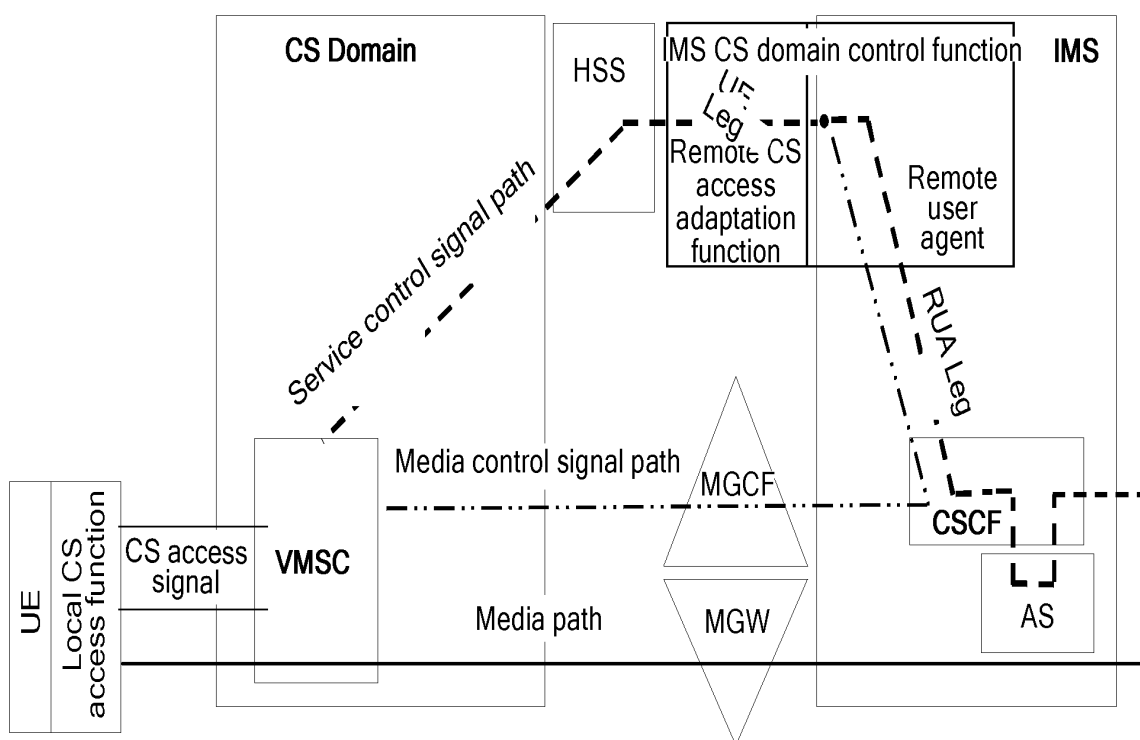 CS Domain
HSS
IMS CS domain control function
IMS
UE
Leg
Remote CS
access
adaptation
function
Remote
user
agent
Service control signal path
RUA Leg
Media control signal path
MGCF
CSCF
VMSC
CS access
signal
UE
Local CS
access function
Media path
MGW
AS